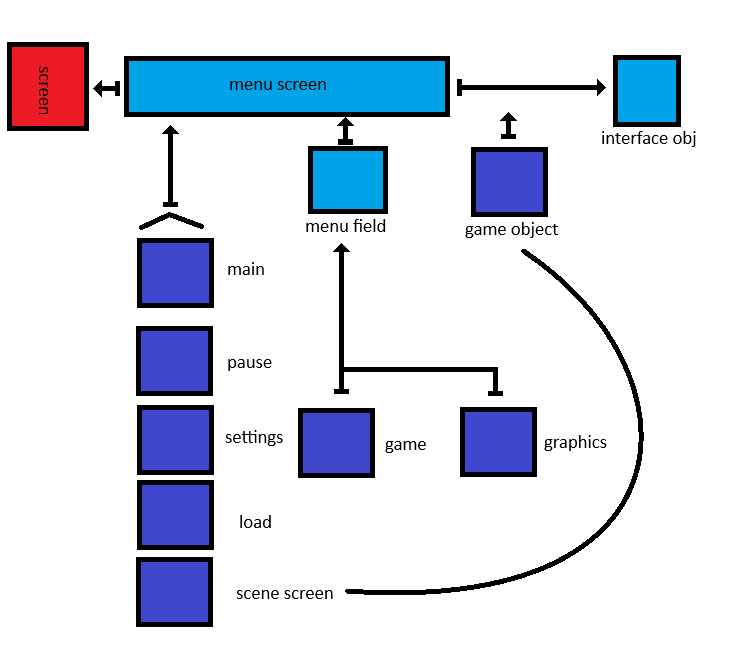 screen
menu screen
interface obj
menu field
game object
main
pause
settings
game
graphics
load
scene screen